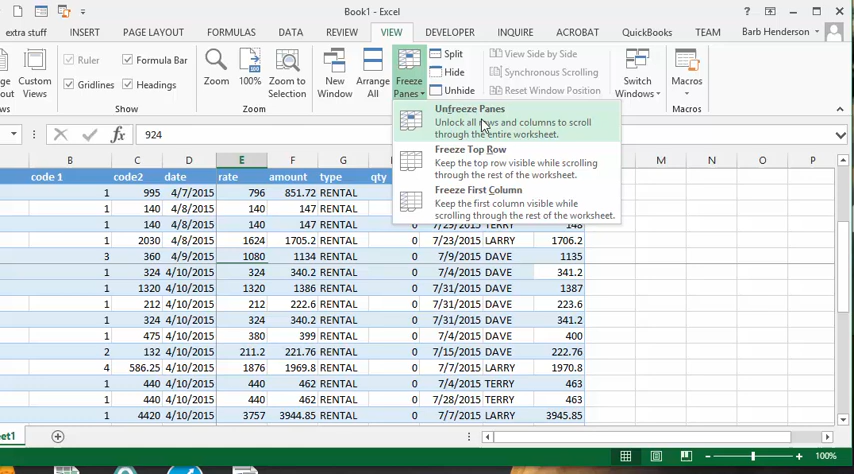 Book1 - Excel
extra stuff INSERT PAGE LAYOUT FORMULAS DATA REVIEW VIEW DEVELOPER INQUIRE ACROBAT QuickBooks TEAM Barb Henderson
Custom Views
Ruler Formula Bar
Gridlines Headings
Show
Zoom 100% Zoom to Selection
Zoom
New Window Arrange All Freeze Panes
Split
Hide
Unhide
View Side by Side
Synchronous Scrolling
Reset Window Position
Switch Windows
Macros
Macros
Unfreeze Panes
Unlock all rows and columns to scroll
through the entire worksheet.
Freeze Top Row
Keep the top row visible while scrolling
through the rest of the worksheet.
Freeze First Column
Keep the first column visible while
scrolling through the rest of the worksheet.
fx 924
B C D E F G M N O P
code 1 code2 date rate amount type qty
1 995 4/7/2015 796 851.72 RENTAL
1 140 4/8/2015 140 147 RENTAL
1 140 4/8/2015 140 147 RENTAL 0 7/29/2015 TERRY 148
1 2030 4/8/2015 1624 1705.2 RENTAL 0 7/23/2015 LARRY 1706.2
3 360 4/9/2015 1080 1134 RENTAL 0 7/9/2015 DAVE 1135
1 324 4/10/2015 324 340.2 RENTAL 0 7/4/2015 DAVE 341.2
1 1320 4/10/2015 1320 1386 RENTAL 0 7/31/2015 DAVE 1387
1 212 4/10/2015 212 222.6 RENTAL 0 7/31/2015 DAVE 223.6
1 324 4/10/2015 324 340.2 RENTAL 0 7/31/2015 DAVE 341.2
1 475 4/10/2015 380 399 RENTAL 0 7/4/2015 DAVE 400
2 132 4/10/2015 211.2 221.76 RENTAL 0 7/15/2015 DAVE 222.76
4 586.25 4/10/2015 1876 1969.8 RENTAL 0 7/7/2015 LARRY 1970.8
1 440 4/10/2015 440 462 RENTAL 0 7/4/2015 TERRY 463
1 440 4/10/2015 440 462 RENTAL 0 7/28/2015 TERRY 463
1 4420 4/10/2015 3757 3944.85 RENTAL 0 7/7/2015 LARRY 3945.85
eet1
100%